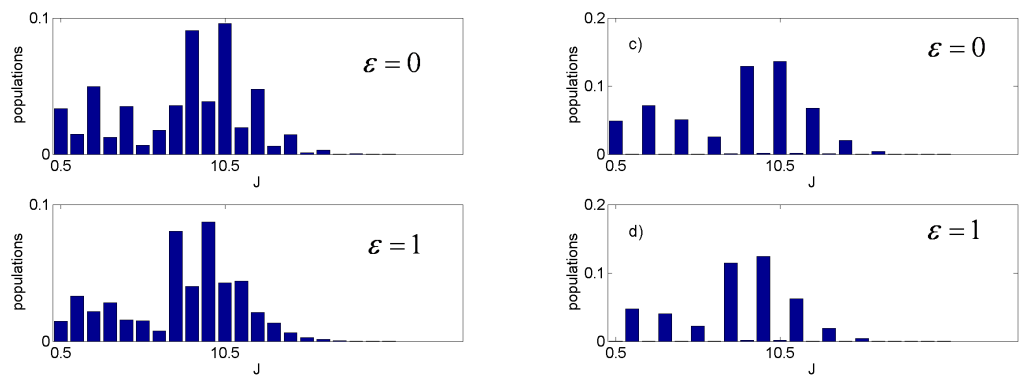 0.1
populations
ε = 0
0
0.5
10.5
J
0.2
c)
populations
0.1
ε = 0
0
0.5
10.5
J
0.1
populations
ε = 1
0
0.5
10.5
J
0.2
d)
populations
0.1
ε = 1
0
0.5
10.5
J